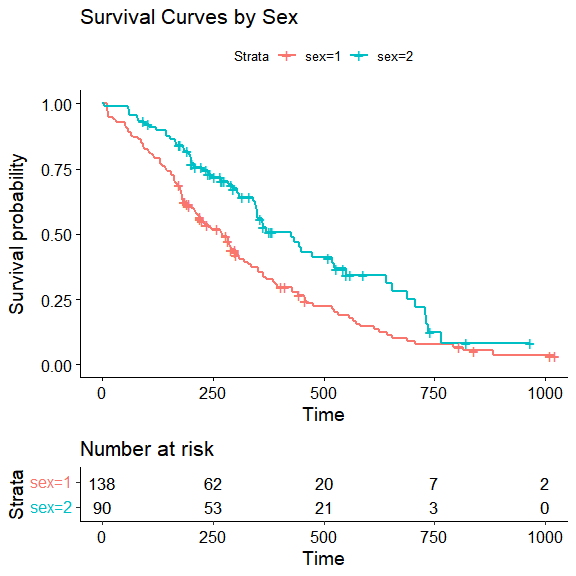 Survival Curves by Sex
Strata sex=1 sex=2
Survival probability
1.00
0.75
0.50
0.25
0.00
0 250 500 750 1000
Time
Number at risk
Strata
sex=1 138 62 20 7 2
sex=2 90 53 21 3 0
0 250 500 750 1000
Time